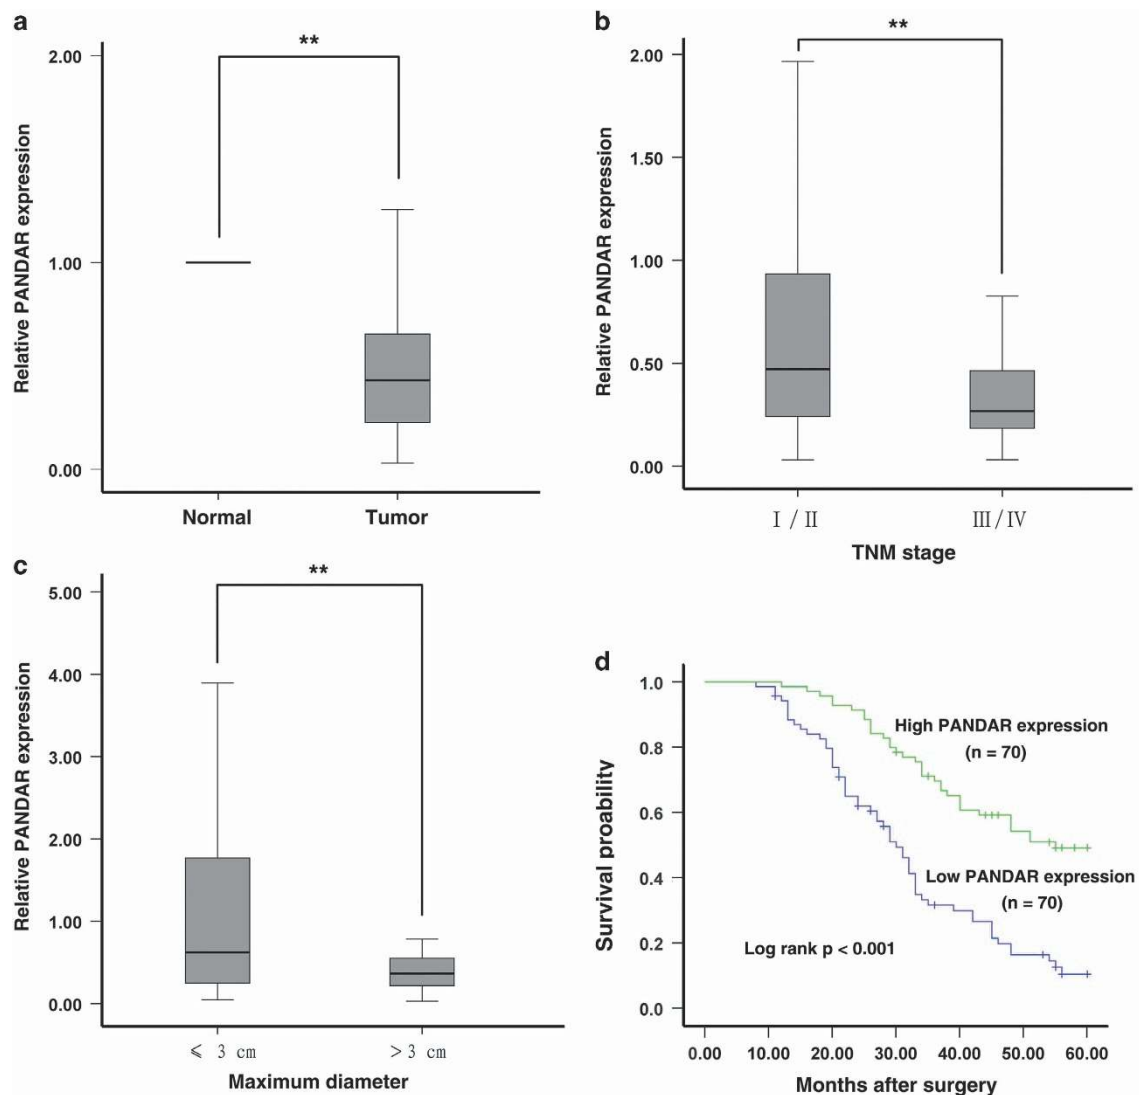 a
**
2.00
1.00
0.00
Relative PANDAR expression
Normal
Tumor
b
**
2.00
1.50
1.00
0.50
0.00
Relative PANDAR expression
Ⅰ / Ⅱ
Ⅲ/Ⅳ
TNM stage
c
**
5.00
4.00
3.00
2.00
1.00
0.00
Relative PANDAR expression
⩽ 3 cm
>3 cm
Maximum diameter
d
1.0
0.8
0.6
0.4
0.2
0.0
Survival proability
High PANDAR expression
(n = 70)
Low PANDAR expression
(n = 70)
Log rank p < 0.001
0.00 10.00 20.00 30.00 40.00 50.00 60.00
Months after surgery